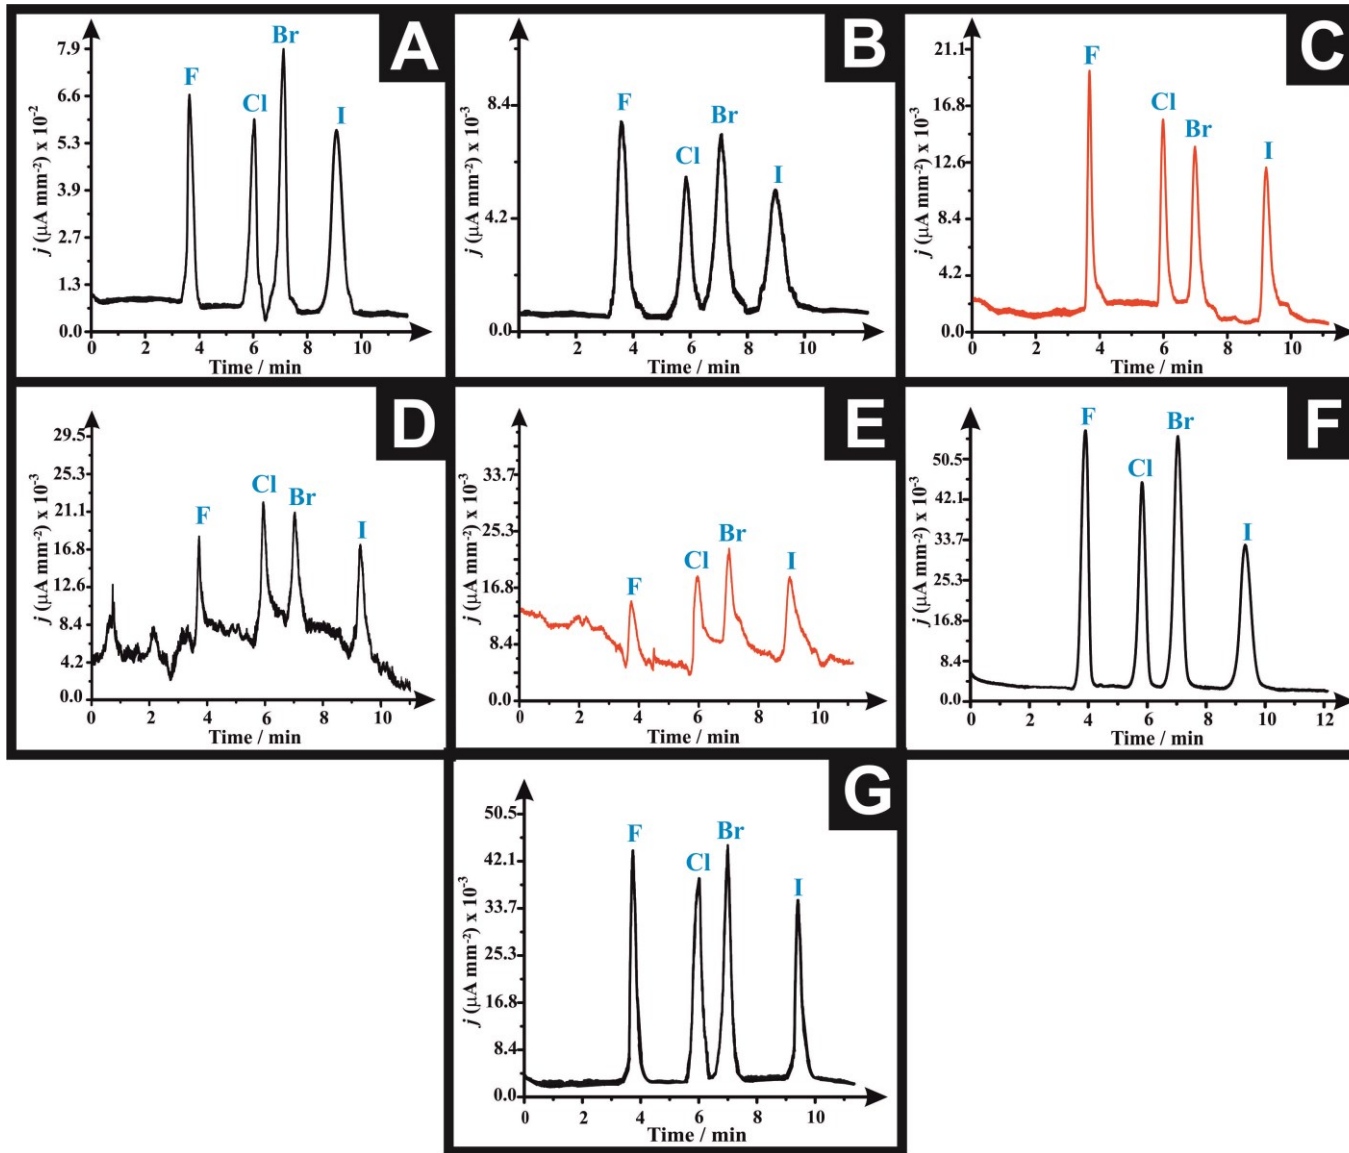 A
j (μA mm⁻²) x 10⁻²
7.9
6.6
5.3
3.9
2.7
1.3
0.0
F
Cl
Br
I
0 2 4 6 8 10
Time / min
B
j (μA mm⁻²) x 10⁻³
8.4
4.2
0.0
F
Cl
Br
I
0 2 4 6 8 10
Time / min
C
j (μA mm⁻²) x 10⁻³
21.1
16.8
12.6
8.4
4.2
0.0
F
Cl
Br
I
0 2 4 6 8 10
Time / min
D
j (μA mm⁻²) x 10⁻³
29.5
25.3
21.1
16.8
12.6
8.4
4.2
0.0
F
Cl
Br
I
0 2 4 6 8 10
Time / min
E
j (μA mm⁻²) x 10⁻³
33.7
25.3
16.8
8.4
0.0
F
Cl
Br
I
0 2 4 6 8 10
Time / min
F
j (μA mm⁻²) x 10⁻³
50.5
42.1
33.7
25.3
16.8
8.4
0.0
F
Cl
Br
I
0 2 4 6 8 10 12
Time / min
G
j (μA mm⁻²) x 10⁻³
50.5
42.1
33.7
25.3
16.8
8.4
0.0
F
Cl
Br
I
0 2 4 6 8 10
Time / min